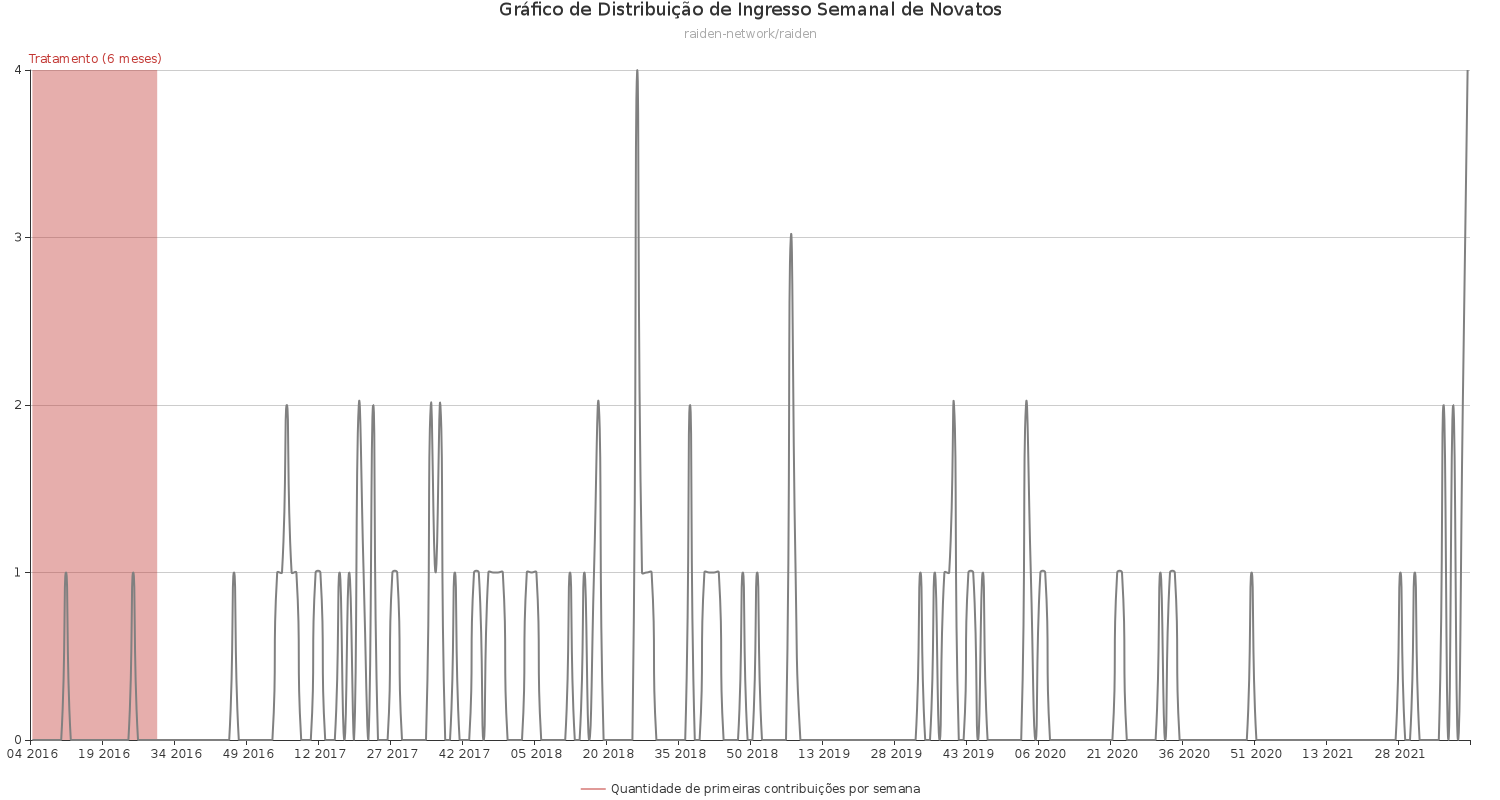 Gráfico de Distribuição de Ingresso Semanal de Novatos
raiden-network/raiden
Tratamento (6 meses)
4
3
2
1
0
04 2016 19 2016 34 2016 49 2016 12 2017 27 2017 42 2017 05 2018 20 2018 35 2018 50 2018 13 2019 28 2019 43 2019 06 2020 21 2020 36 2020 51 2020 13 2021 28 2021
Quantidade de primeiras contribuições por semana